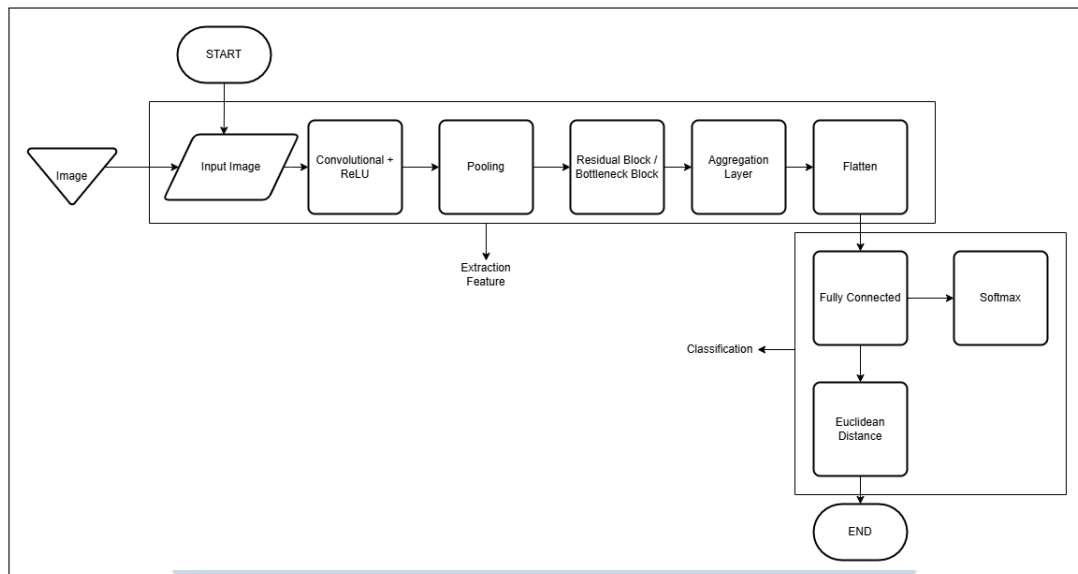 START
Image
Input Image
Convolutional +
ReLU
Pooling
Residual Block /
Bottleneck Block
Aggregation
Layer
Flatten
Extraction
Feature
Fully Connected
Softmax
Classification
Euclidean
Distance
END